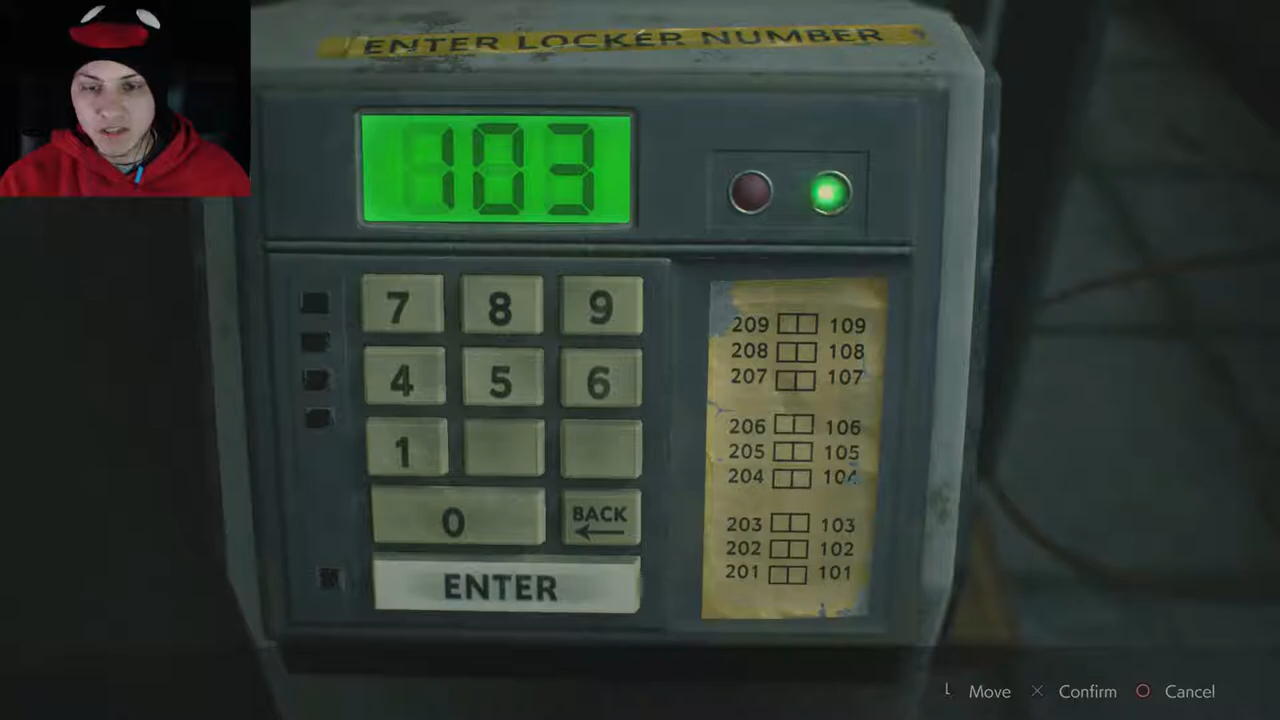 ENTER LOCKER NUMBER
103
7 8 9
4 5 6
1
0 BACK
ENTER
209 109
208 108
207 107
206 106
205 105
204 104
203 103
202 102
201 101
L Move X Confirm O Cancel